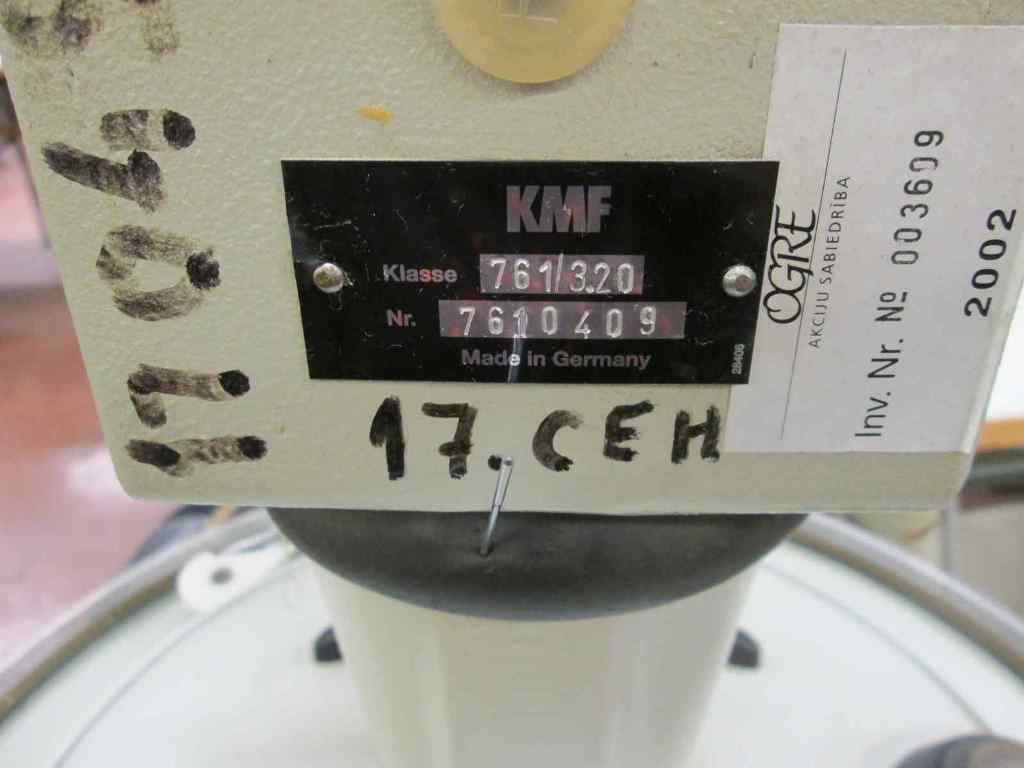 KMF
Klasse 761/3.20
Nr. 7610409
Made in Germany
28406
17. CEH
OGRE
AKCIJU SABIEDRĪBA
Inv. Nr. № 003609
2002